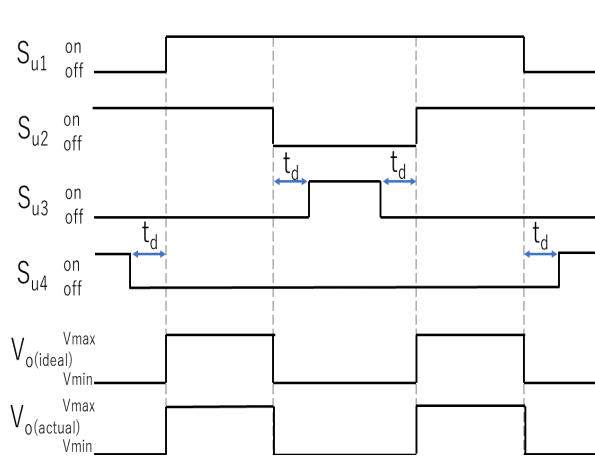 Su1 on
off
Su2 on
off
td td
Su3 on
off
td td
Su4 on
off
Vo(ideal) Vmax
Vmin
Vo(actual) Vmax
Vmin